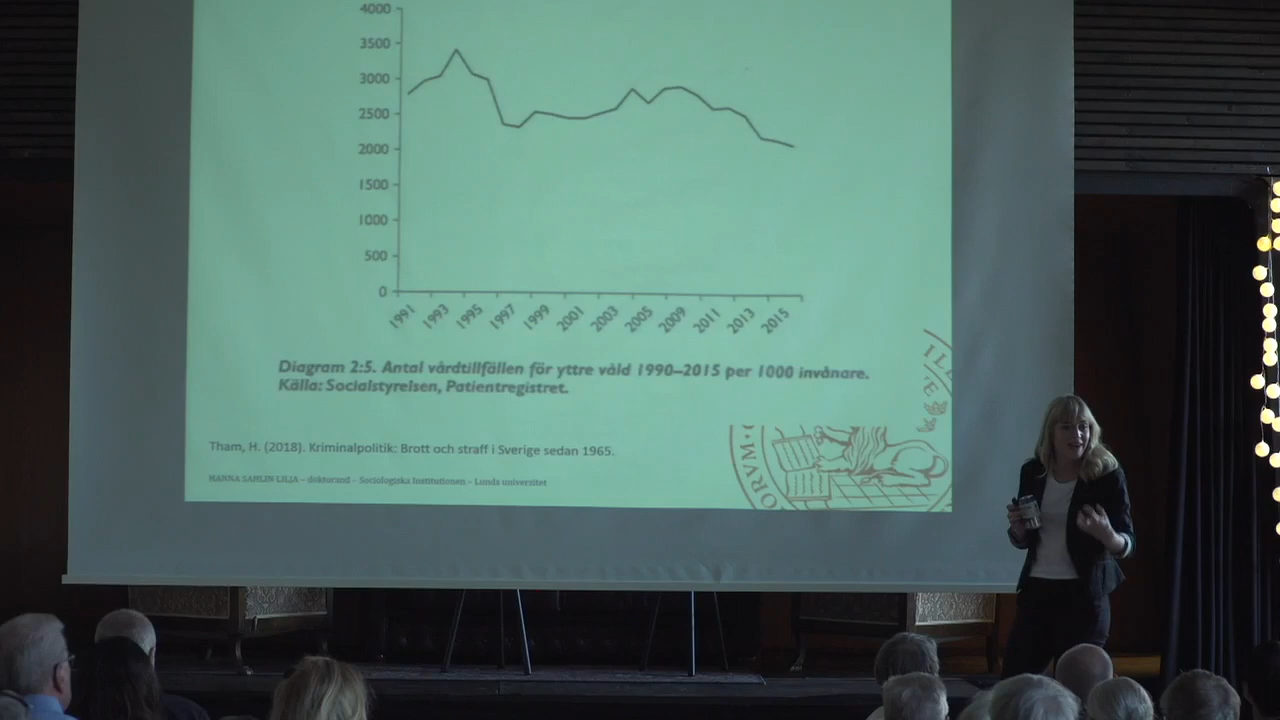 4000
3500
3000
2500
2000
1500
1000
500
0
1991 1993 1995 1997 1999 2001 2003 2005 2009 2011 2013 2015
Diagram 2:5. Antal vårdtillfällen för yttre våld 1990–2015 per 1000 invånare.
Källa: Socialstyrelsen, Patientregistret.
Tham, H. (2018). Kriminalpolitik: Brott och straff i Sverige sedan 1965.
HANNA SAHLIN LILJA – doktorand – Sociologiska Institutionen – Lunds universitet
ORVM